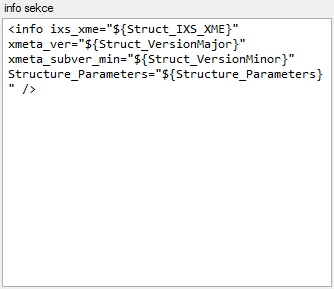 info sekce
<info ixs_xme="${Struct_IXS_XME}"
xmeta_ver="${Struct_VersionMajor}"
xmeta_subver_min="${Struct_VersionMinor}"
Structure_Parameters="${Structure_Parameters}
" />